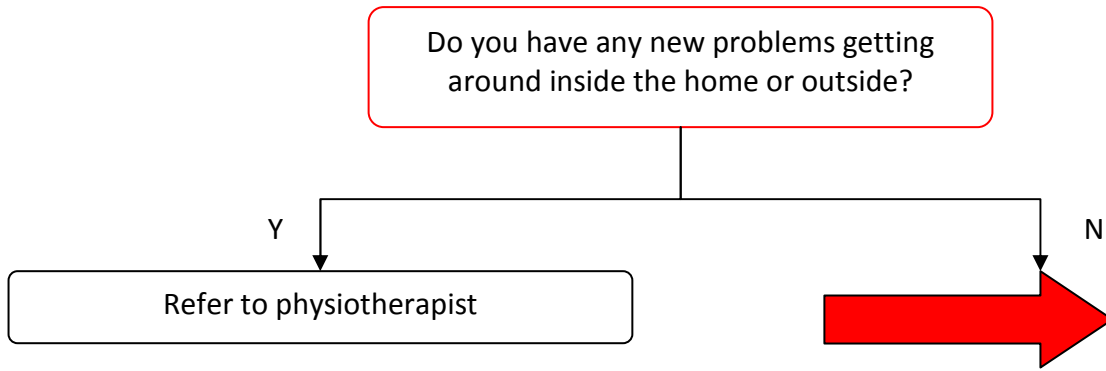 Do you have any new problems getting
around inside the home or outside?
Y
N
Refer to physiotherapist